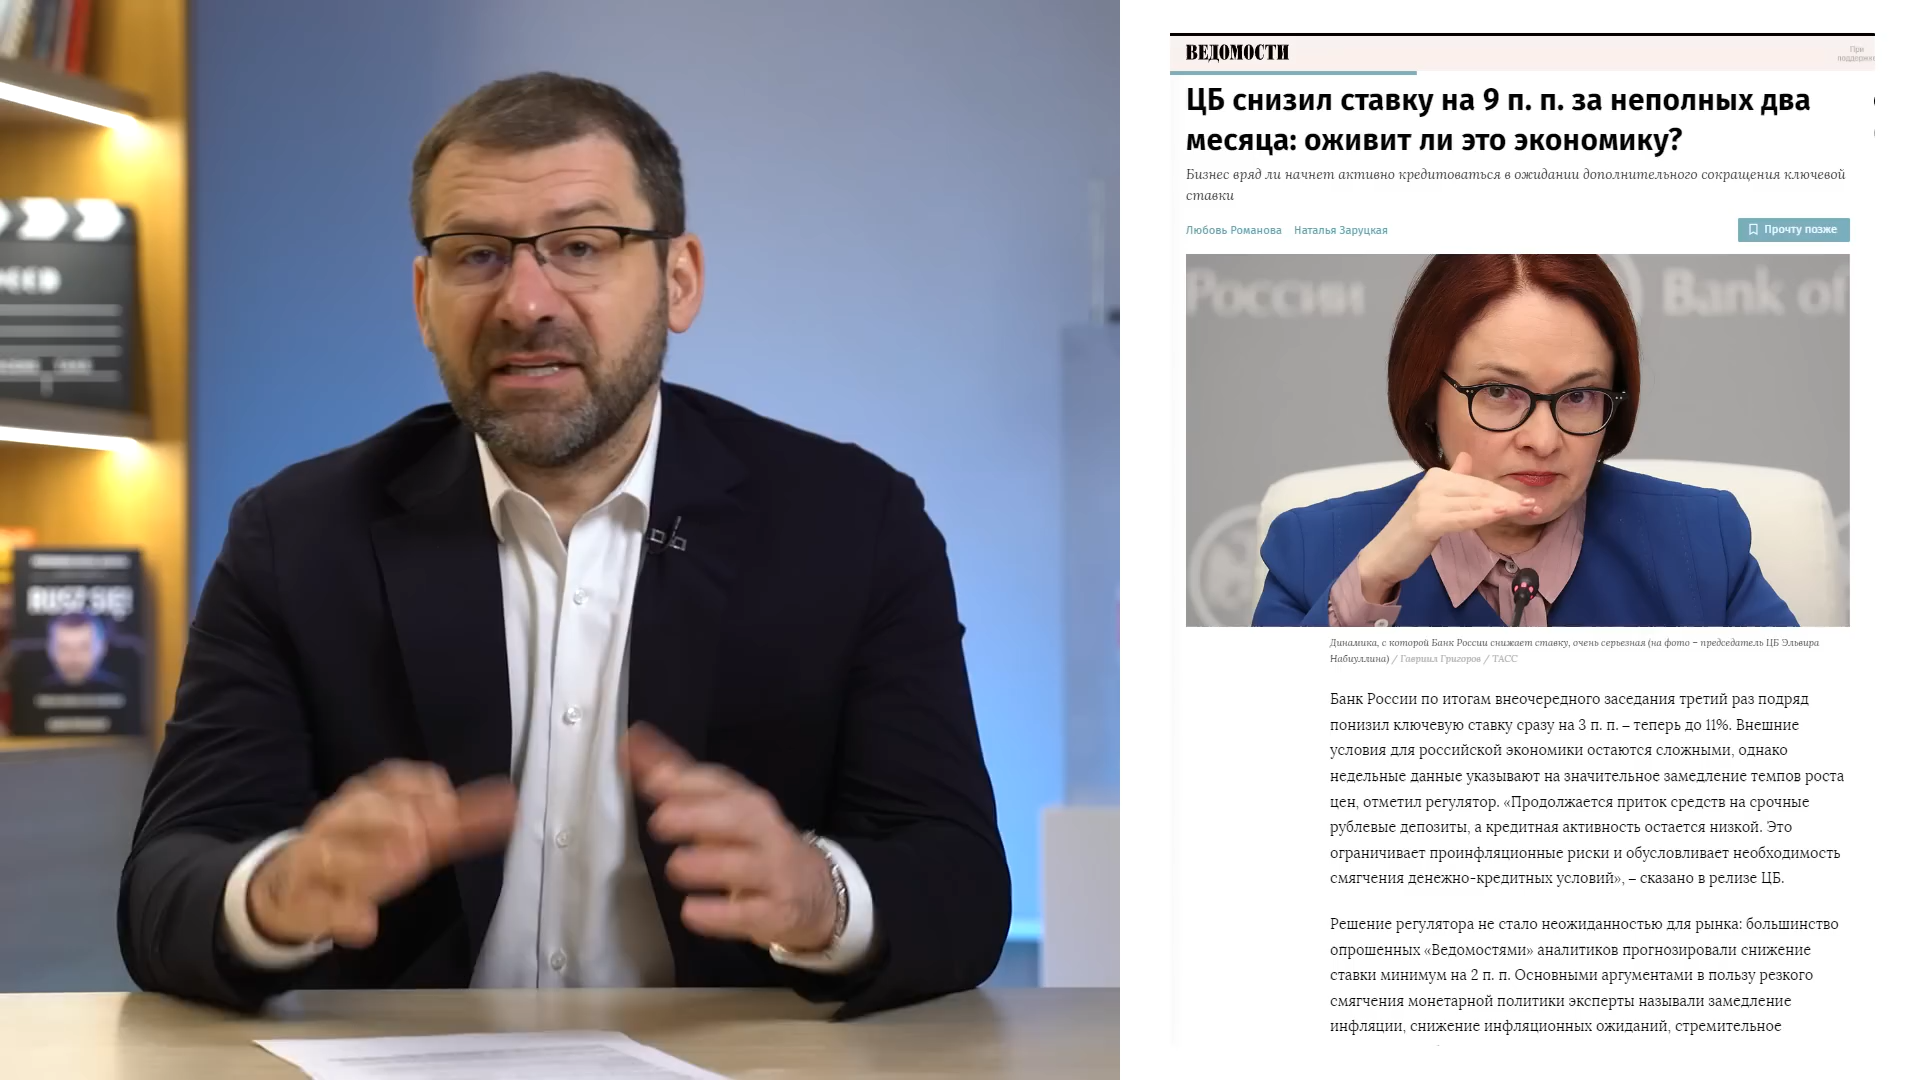 ВЕДОМОСТИ
При
ЦБ снизил ставку на 9 п. п. за неполных два
месяца: оживит ли это экономику?
Бизнес вряд ли начнет активно кредитоваться в ожидании дополнительного сокращения ключевой
ставки
Любовь Романова Наталья Заруцкая
Прочту позже
России
Bank of
Динамика, с которой Банк России снижает ставку, очень серьезная (на фото – председатель ЦБ Эльвира
Набиуллина) / Гавриил Григоров / ТАСС
Банк России по итогам внеочередного заседания третий раз подряд
понизил ключевую ставку сразу на 3 п. п. – теперь до 11%. Внешние
условия для российской экономики остаются сложными, однако
недельные данные указывают на значительное замедление темпов роста
цен, отметил регулятор. «Продолжается приток средств на срочные
рублевые депозиты, а кредитная активность остается низкой. Это
ограничивает проинфляционные риски и обусловливает необходимость
смягчения денежно-кредитных условий», – сказано в релизе ЦБ.
Решение регулятора не стало неожиданностью для рынка: большинство
опрошенных «Ведомостями» аналитиков прогнозировали снижение
ставки минимум на 2 п. п. Основными аргументами в пользу резкого
смягчения монетарной политики эксперты называли замедление
инфляции, снижение инфляционных ожиданий, стремительное